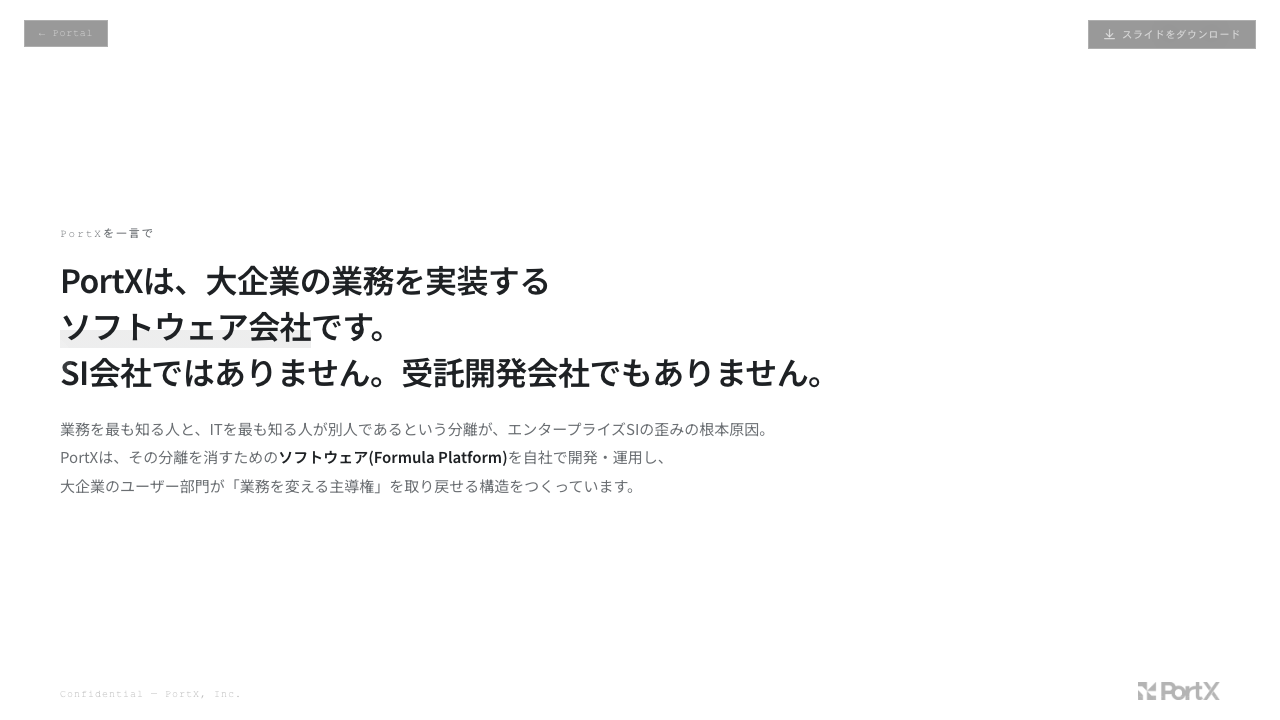 ← Portal
スライドをダウンロード
PortXを一言で
PortXは、大企業の業務を実装する
ソフトウェア会社です。
SI会社ではありません。受託開発会社でもありません。
業務を最も知る人と、ITを最も知る人が別人であるという分離が、エンタープライズSIの歪みの根本原因。
PortXは、その分離を消すためのソフトウェア(Formula Platform)を自社で開発・運用し、
大企業のユーザー部門が「業務を変える主導権」を取り戻せる構造をつくっています。
Confidential — PortX, Inc.
PortX